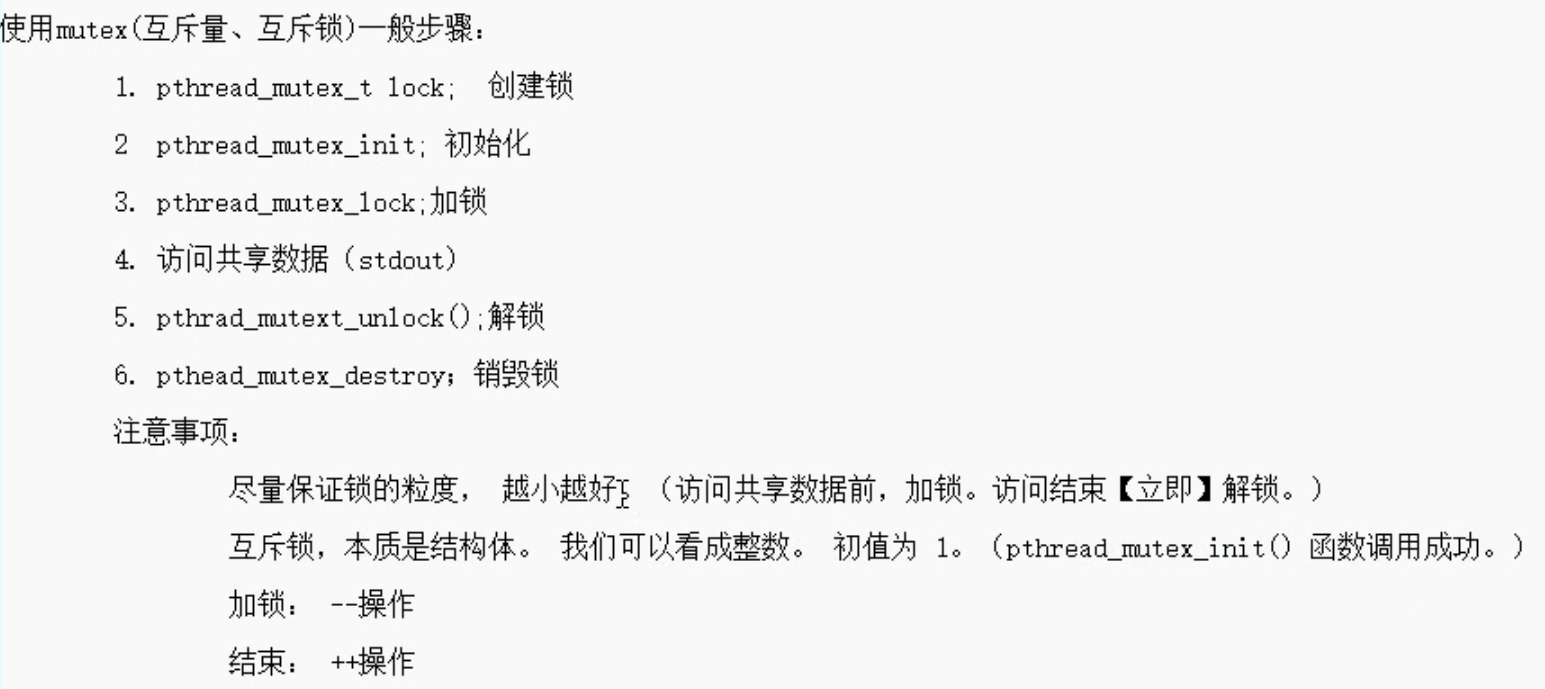 使用mutex(互斥量、互斥锁)一般步骤：
1. pthread_mutex_t lock; 创建锁
2 pthread_mutex_init; 初始化
3. pthread_mutex_lock;加锁
4. 访问共享数据（stdout）
5. pthrad_mutext_unlock();解锁
6. pthead_mutex_destroy；销毁锁
注意事项：
尽量保证锁的粒度， 越小越好。（访问共享数据前，加锁。访问结束【立即】解锁。）
互斥锁，本质是结构体。 我们可以看成整数。 初值为 1。（pthread_mutex_init() 函数调用成功。）
加锁： --操作
结束： ++操作